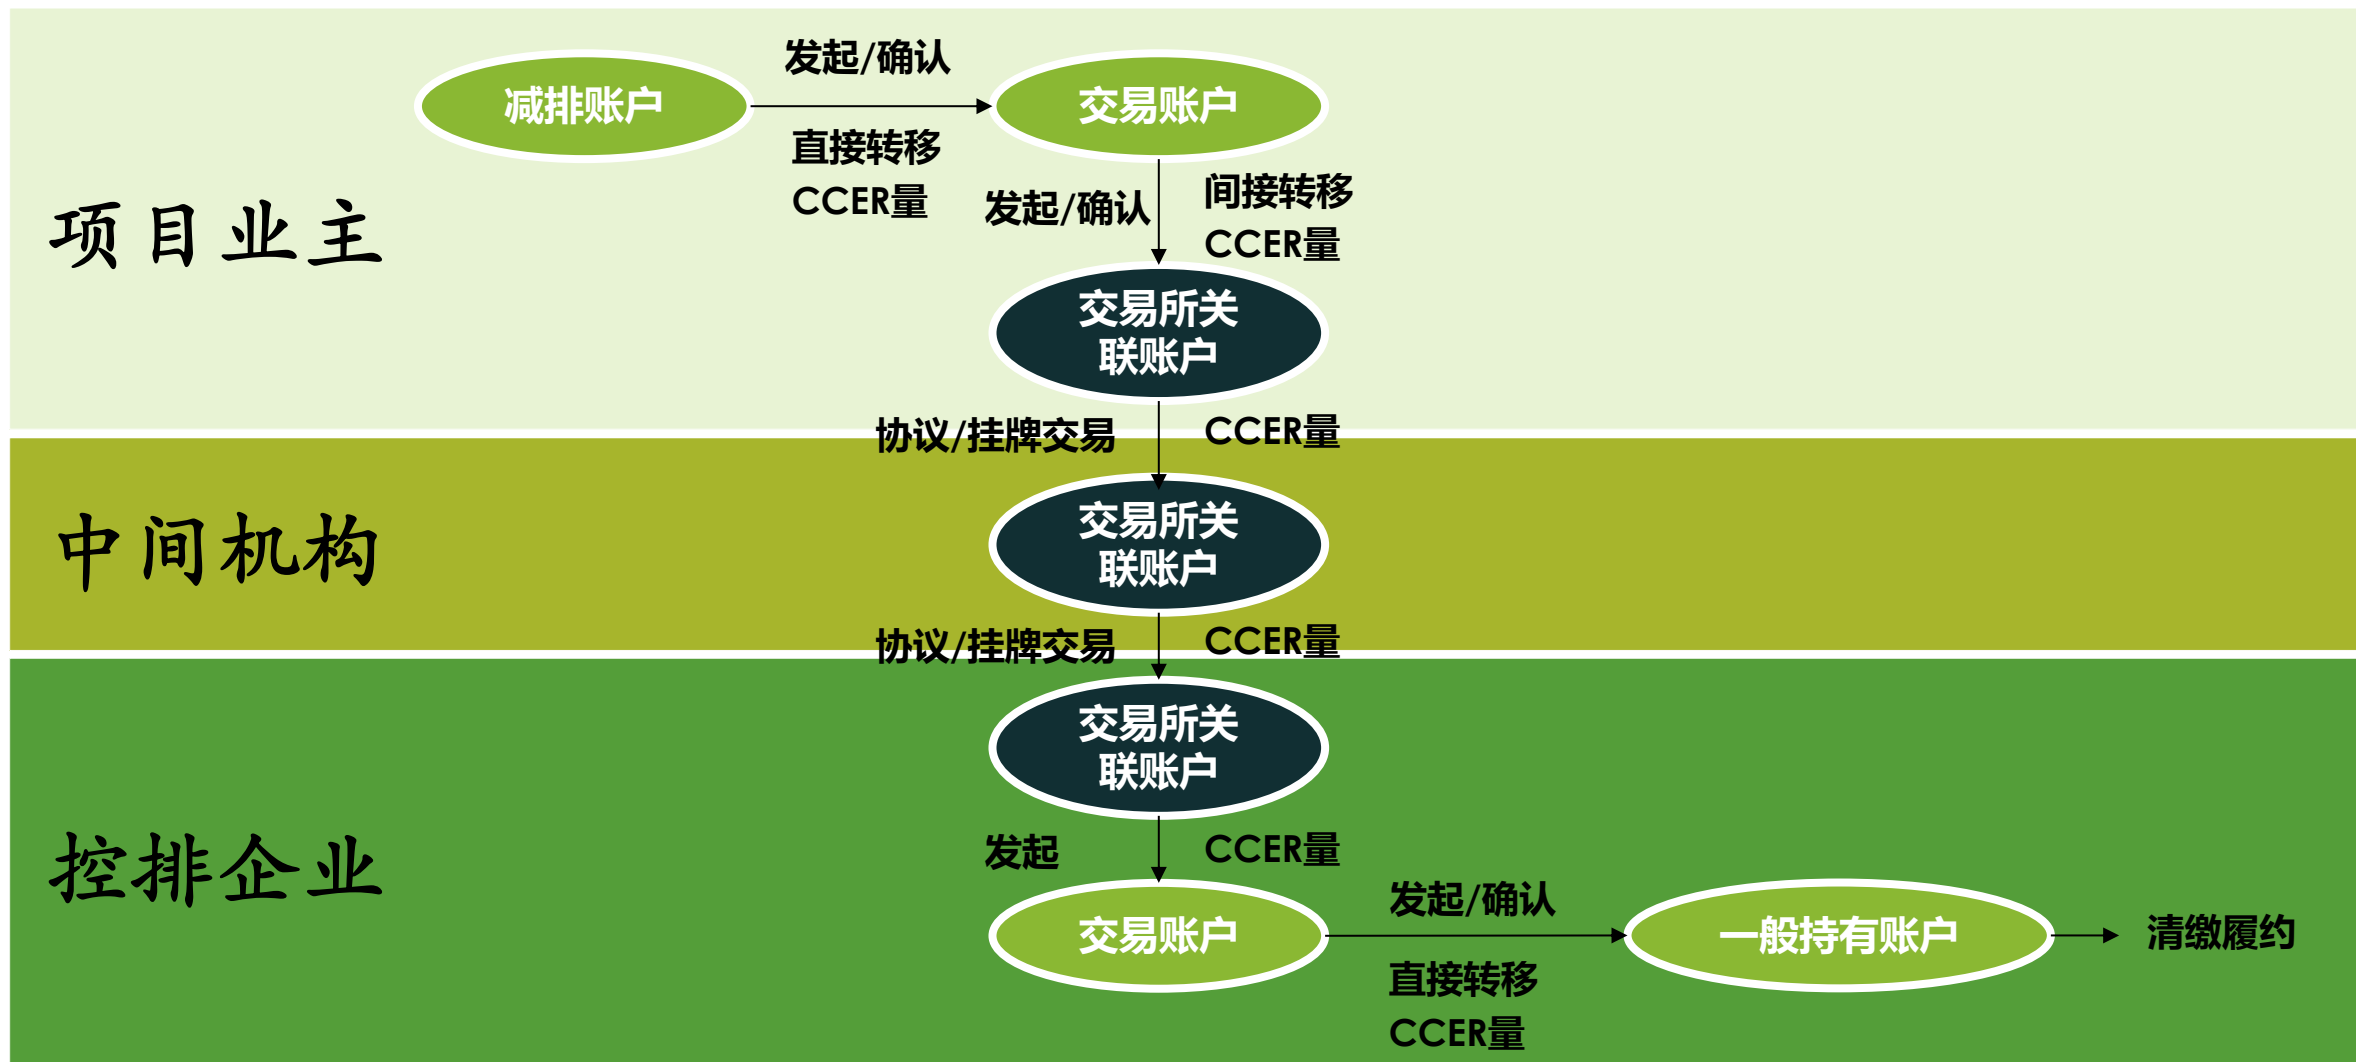 项目业主
减排账户
发起/确认
直接转移
CCER量
交易账户
发起/确认
间接转移
CCER量
交易所关
联账户
协议/挂牌交易
CCER量
中间机构
交易所关
联账户
协议/挂牌交易
CCER量
控排企业
交易所关
联账户
发起
CCER量
交易账户
发起/确认
直接转移
CCER量
一般持有账户
清缴履约